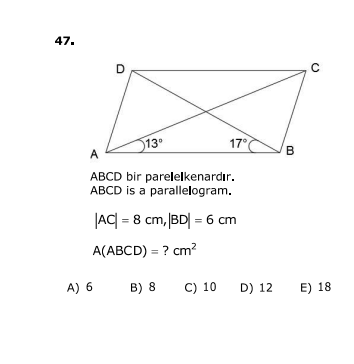 47.
D C
13° 17°
A B
ABCD bir parelelkenardır.
ABCD is a parallelogram.
|AC| = 8 cm,|BD| = 6 cm
A(ABCD) = ? cm²
A) 6 B) 8 C) 10 D) 12 E) 18